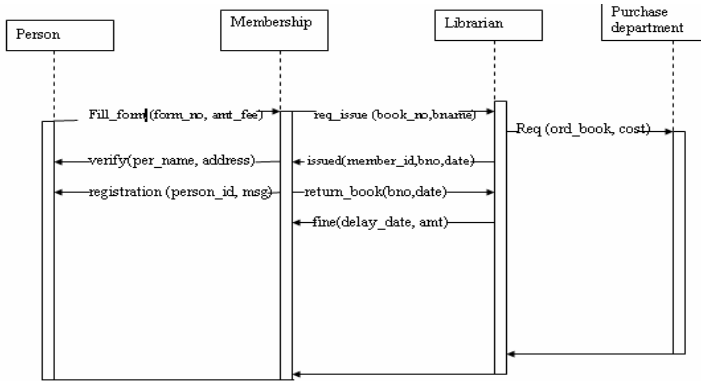 Person
Membership
Librarian
Purchase
department
Fill_form (form_no, amt_fee)
req_issue (book_no,bname)
Req (ord_book, cost)
verify(per_name, address)
issued(member_id,bno,date)
registration (person_id, msg)
return_book(bno,date)
fine(delay_date, amt)